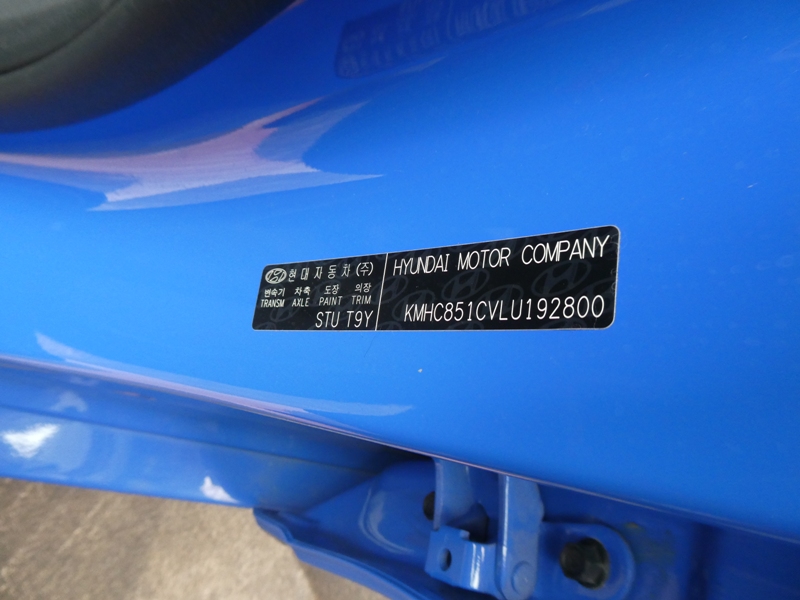 현대자동차(주)
변속기 차축 도장 의장
TRANSM AXLE PAINT TRIM
STU T9Y
HYUNDAI MOTOR COMPANY
KMHC851CVLU192800